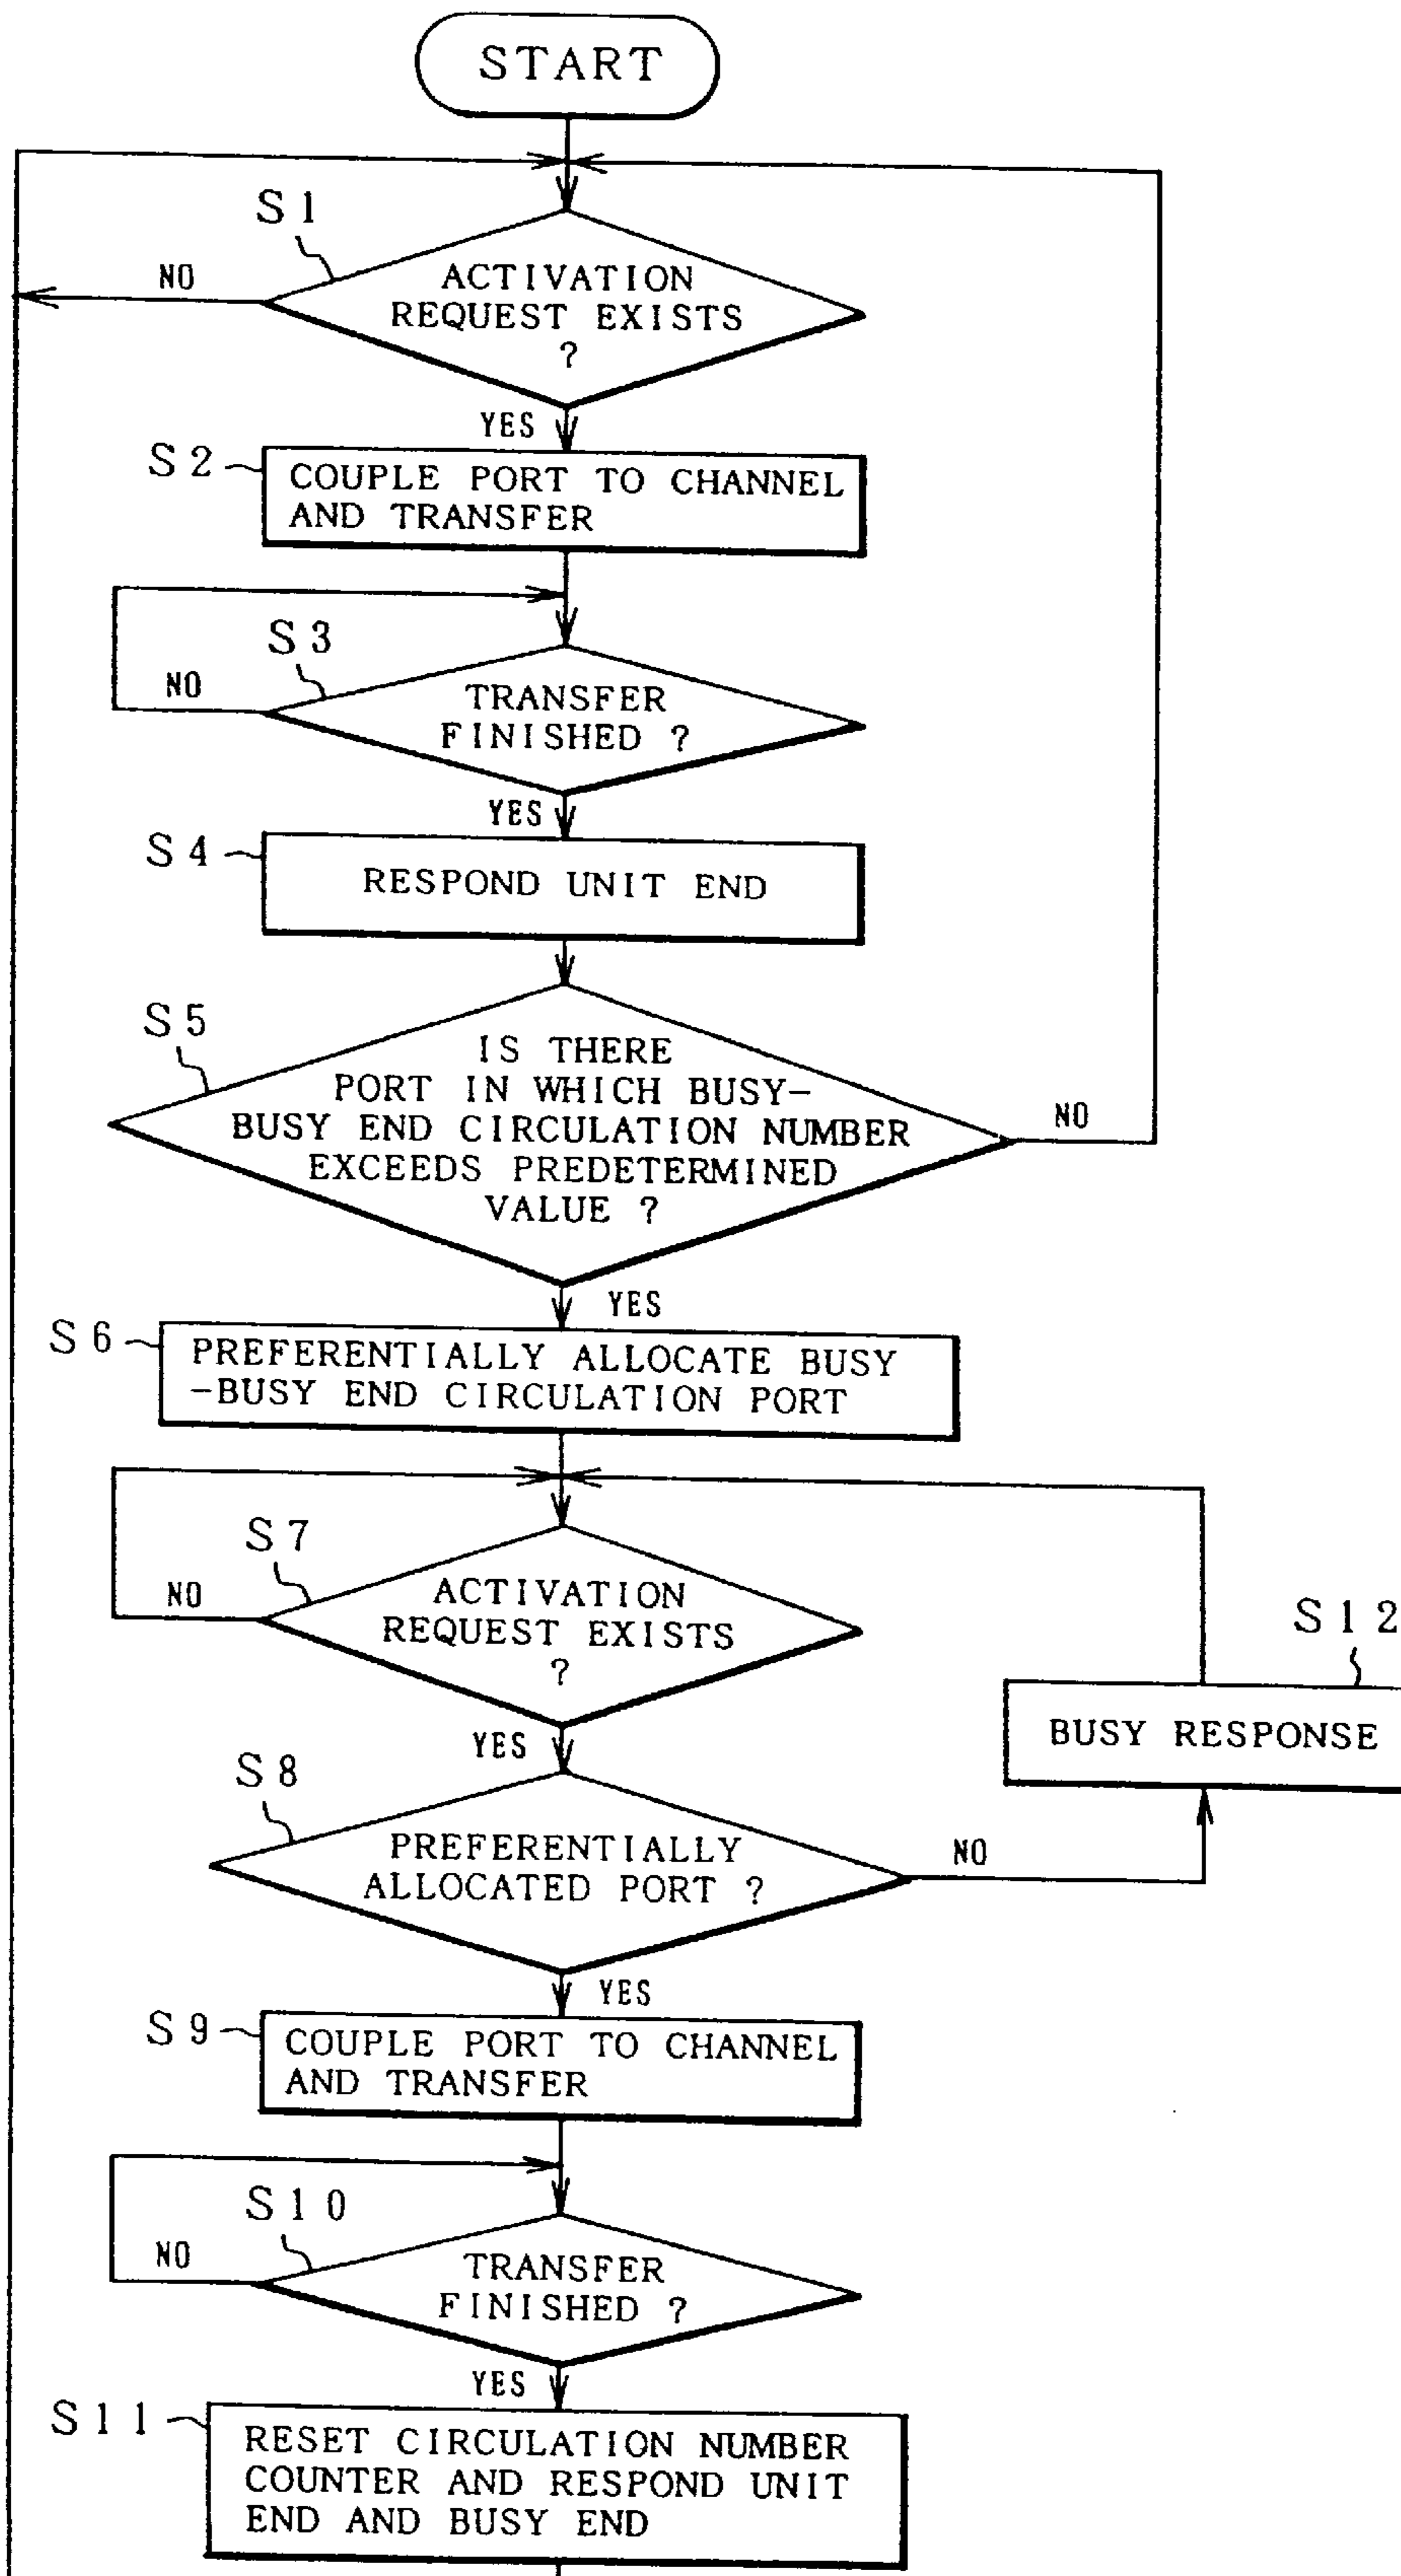 START
S1
NO
ACTIVATION
REQUEST EXISTS
?
YES
S2
COUPLE PORT TO CHANNEL
AND TRANSFER
S3
NO
TRANSFER
FINISHED ?
YES
S4
RESPOND UNIT END
S5
IS THERE
PORT IN WHICH BUSY-
BUSY END CIRCULATION NUMBER
EXCEEDS PREDETERMINED
VALUE ?
NO
YES
S6
PREFERENTIALLY ALLOCATE BUSY
-BUSY END CIRCULATION PORT
S7
NO
ACTIVATION
REQUEST EXISTS
?
YES
S12
BUSY RESPONSE
S8
PREFERENTIALLY
ALLOCATED PORT ?
NO
YES
S9
COUPLE PORT TO CHANNEL
AND TRANSFER
S10
NO
TRANSFER
FINISHED ?
YES
S11
RESET CIRCULATION NUMBER
COUNTER AND RESPOND UNIT
END AND BUSY END